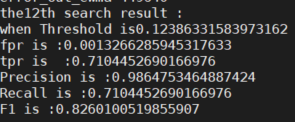 the12th search result :
when Threshold is0.12386331583973162
fpr is :0.0013266285945317633
tpr is  :0.7104452690166976
Precision is :0.9864753464887424
Recall is :0.7104452690166976
F1 is :0.8260100519855907